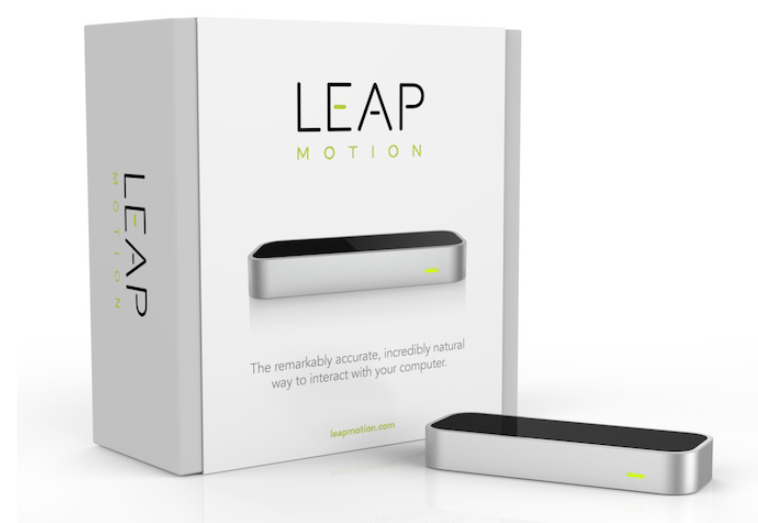 LEAP
MOTION
LEAP
MOTION
The remarkably accurate, incredibly natural
way to interact with your computer.
leapmotion.com